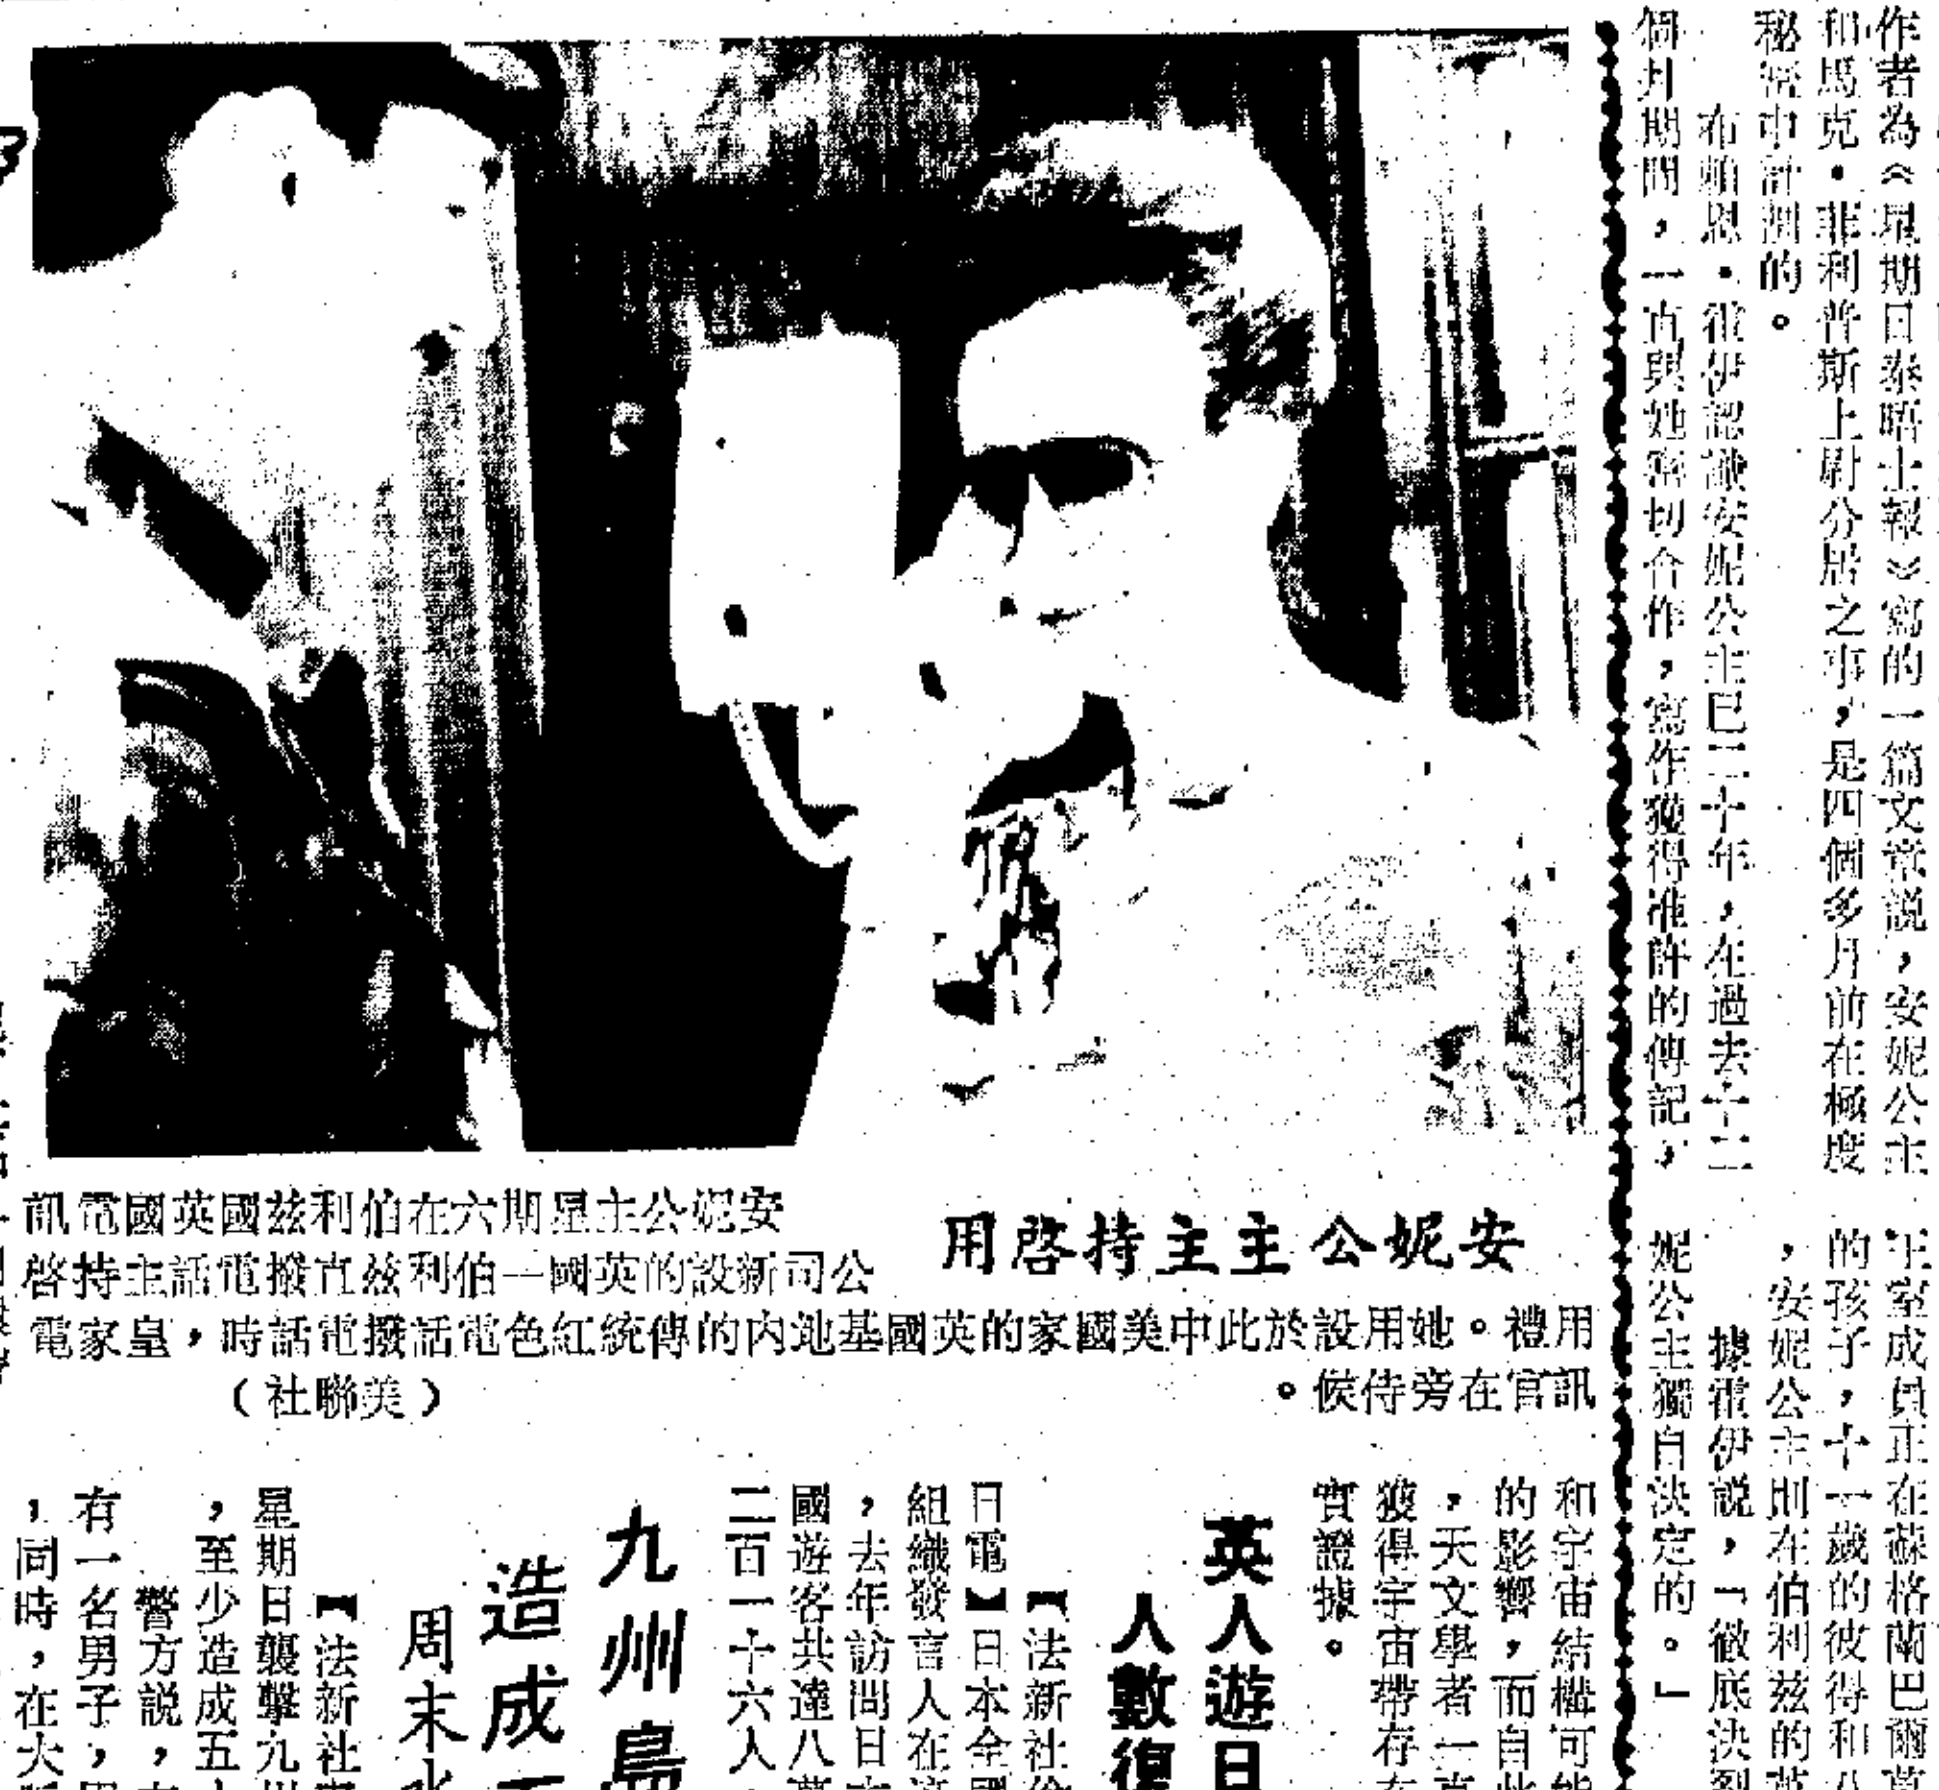 作者為《星期日泰晤士報》寫的一篇文章説，安妮公主
和馬克·菲利普斯上尉分居之事，是四個多月前在極度
秘密中計劃的。
布賴恩·霍伊認識安妮公主已二十年，在過去十二
個月期間，一直與她密切合作，寫作獲得准許的傳記，
王室成員正在蘇格蘭巴爾莫
的孩子，十一歲的彼得和八
，安妮公主則在伯利兹的英
據霍伊説，「徹底決裂
妮公主獨自決定的。」
安妮公主主持啓用
安妮公主星期六在伯利兹國英國電訊
公司新設的英國—伯利兹直撥電話主持啓
用禮。她用設於此中美國家的英國基地内的傳統紅色電話撥電話時，皇家電
訊官在旁侍候。
（美聯社）
和宇宙結構可能
的影響，而自此
，天文學者一直
獲得宇宙帶存在
實證據。
英人遊日
人數復
【法新社
日電】日本全國
組織發言人在
，去年訪問日本
國遊客共達八萬
二百一十六人
九州島
造成五
周末
【法新社
星期日襲擊九州
，至少造成五
警方説，
有一名男子，
，同時，在大